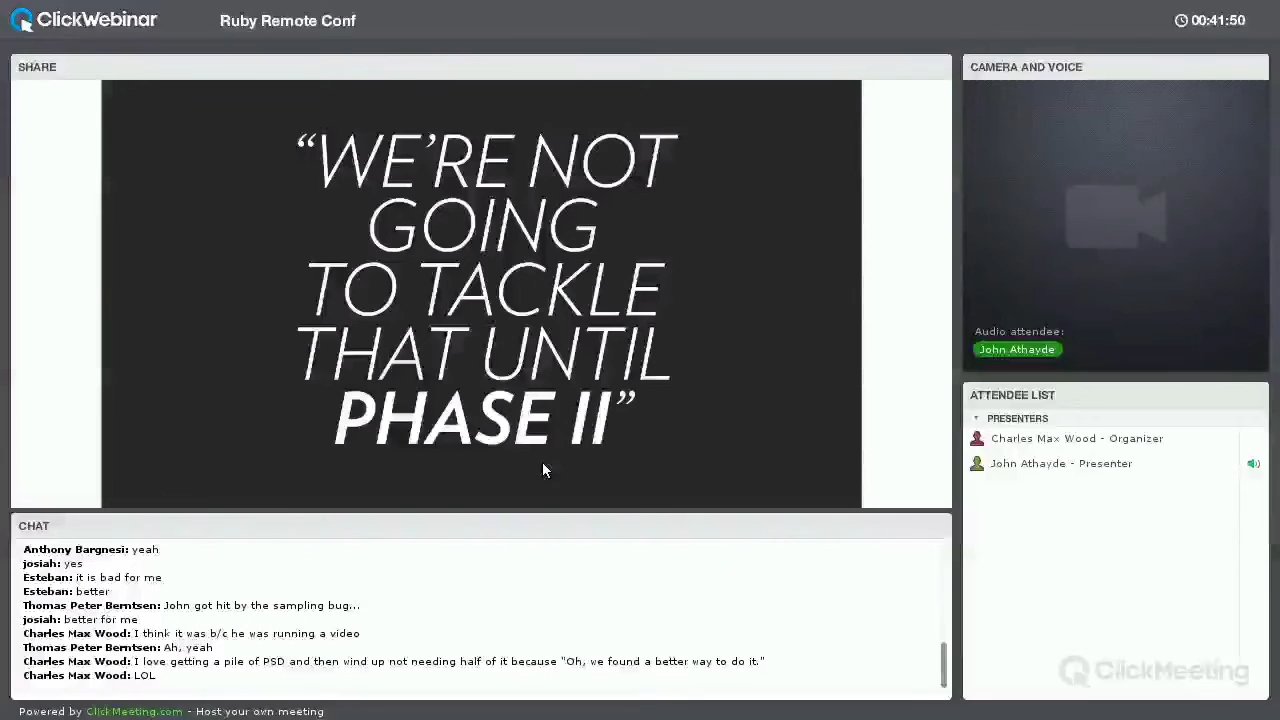 ClickWebinar
Ruby Remote Conf
00:41:50
SHARE
“WE’RE NOT
GOING
TO TACKLE
THAT UNTIL
PHASE II”
CAMERA AND VOICE
Audio attendee:
John Athayde
ATTENDEE LIST
PRESENTERS
Charles Max Wood - Organizer
John Athayde - Presenter
CHAT
Anthony Bargnesi: yeah
josiah: yes
Esteban: it is bad for me
Esteban: better
Thomas Peter Berntsen: John got hit by the sampling bug...
josiah: better for me
Charles Max Wood: I think it was b/c he was running a video
Thomas Peter Berntsen: Ah, yeah
Charles Max Wood: I love getting a pile of PSD and then wind up not needing half of it because "Oh, we found a better way to do it."
Charles Max Wood: LOL
ClickMeeting
Powered by ClickMeeting.com - Host your own meeting